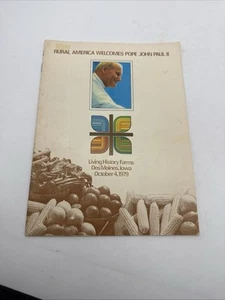 RURAL AMERICA WELCOMES POPE JOHN PAUL II
Living History Farms
Des Moines, Iowa
October 4, 1979